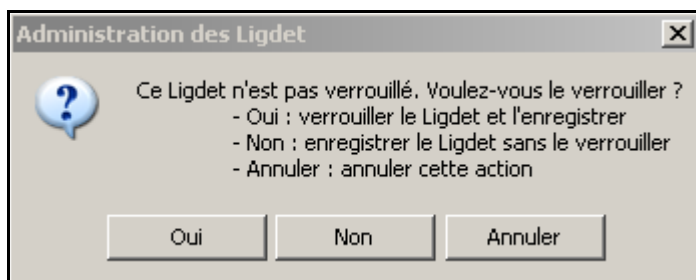 Administration des Ligdet
Ce Ligdet n'est pas verrouillé. Voulez-vous le verrouiller ?
- Oui : verrouiller le Ligdet et l'enregistrer
- Non : enregistrer le Ligdet sans le verrouiller
- Annuler : annuler cette action
Oui Non Annuler